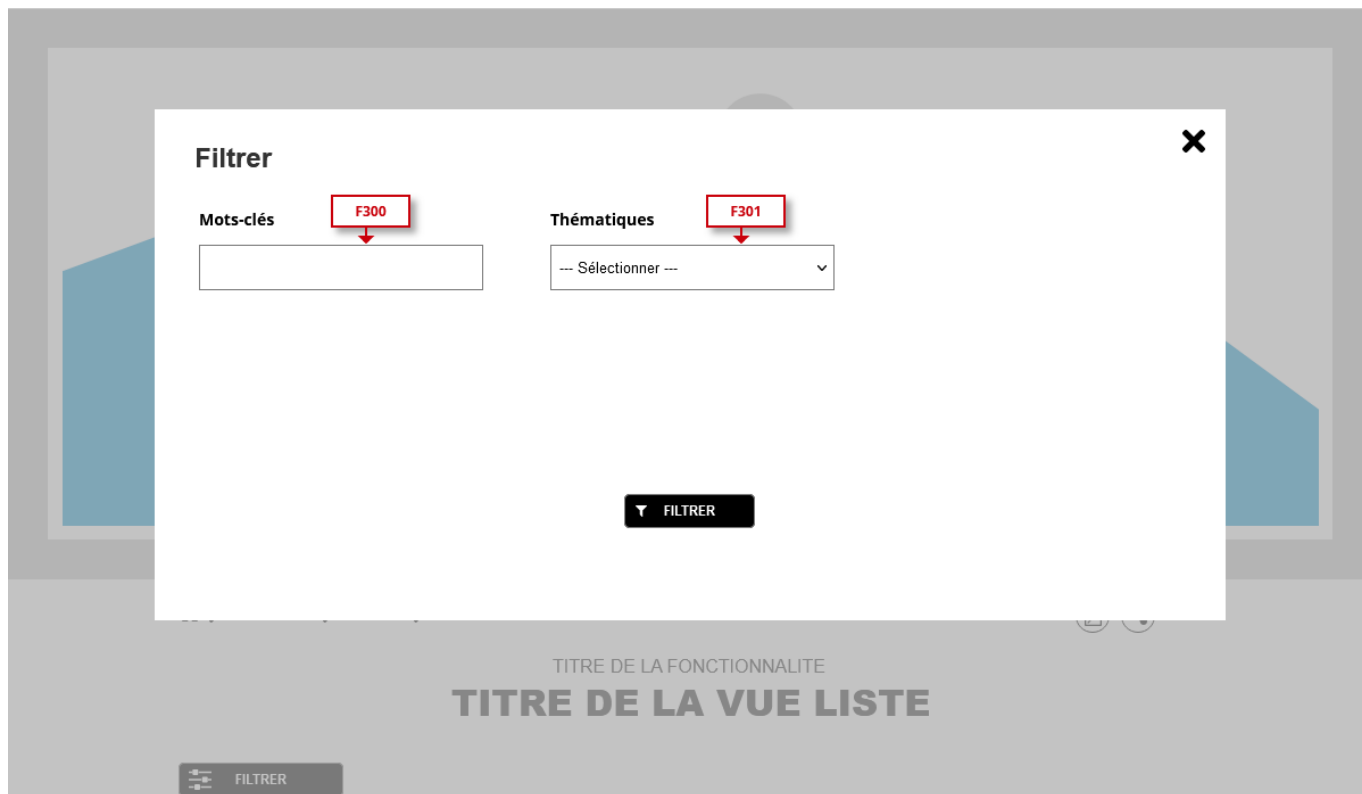 Filtrer
Mots-clés
F300
Thématiques
F301
--- Sélectionner ---
FILTRER
TITRE DE LA FONCTIONNALITE
TITRE DE LA VUE LISTE
FILTRER